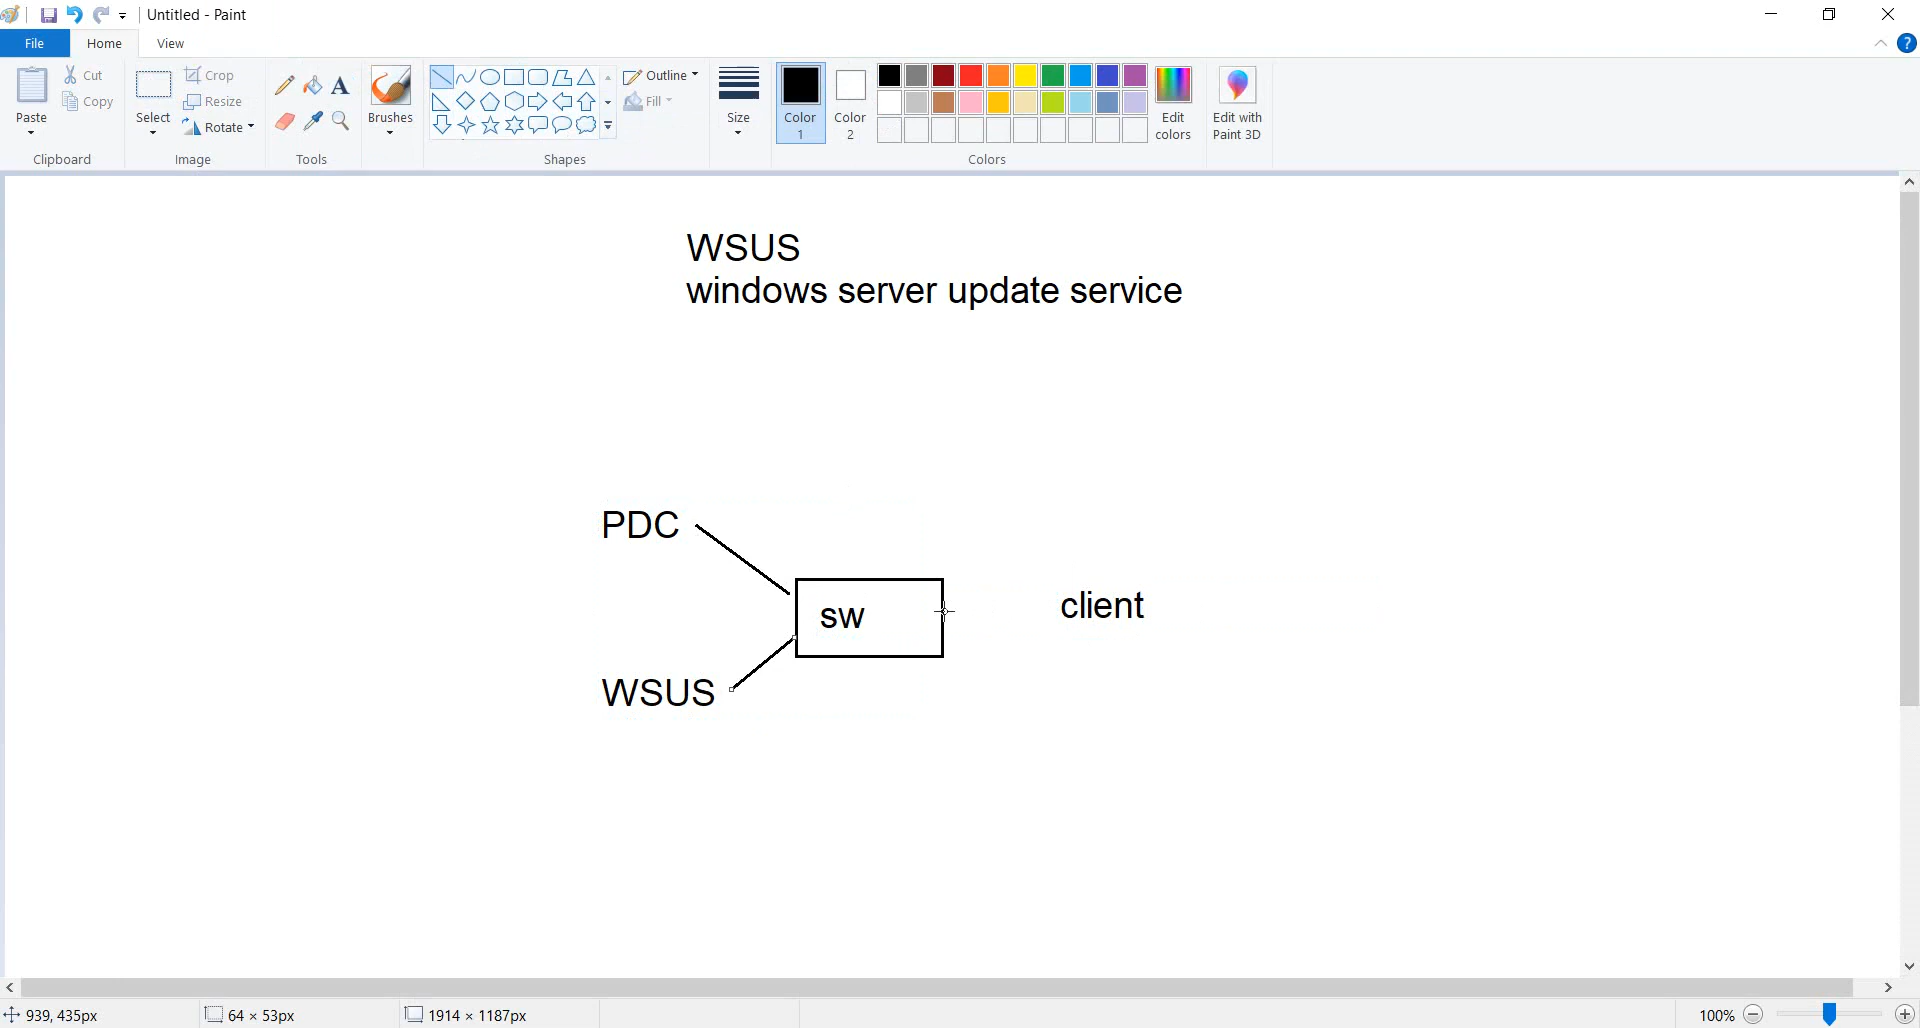 Untitled - Paint
File Home View
Paste
Cut
Copy
Clipboard
Select
Crop
Resize
Rotate
Image
Tools
Brushes
Shapes
Outline
Fill
Size
Color 1
Color 2
Edit colors
Colors
Edit with Paint 3D
?
WSUS
windows server update service
PDC
sw
client
WSUS
939, 435px
64 × 53px
1914 × 1187px
100%